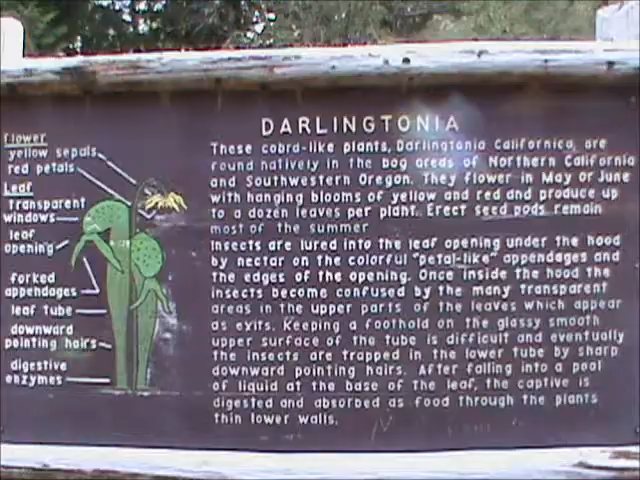 DARLINGTONIA
flower
yellow sepals
red petals
Leaf
transparent
windows
leaf
opening
forked
appendages
leaf tube
downward
pointing hairs
digestive
enzymes
These cobra-like plants, Darlingtonia Californica, are
found natively in the bog areas of Northern California
and Southwestern Oregon. They flower in May or June
with hanging blooms of yellow and red and produce up
to a dozen leaves per plant. Erect seed pods remain
most of the summer
Insects are lured into the leaf opening under the hood
by nectar on the colorful "petal-like" appendages and
the edges of the opening. Once inside the hood the
insects become confused by the many transparent
areas in the upper parts of the leaves which appear
as exits. Keeping a foothold on the glassy smooth
upper surface of the tube is difficult and eventually
the insects are trapped in the lower tube by sharp
downward pointing hairs. After falling into a pool
of liquid at the base of the leaf, the captive is
digested and absorbed as food through the plants
thin lower walls.